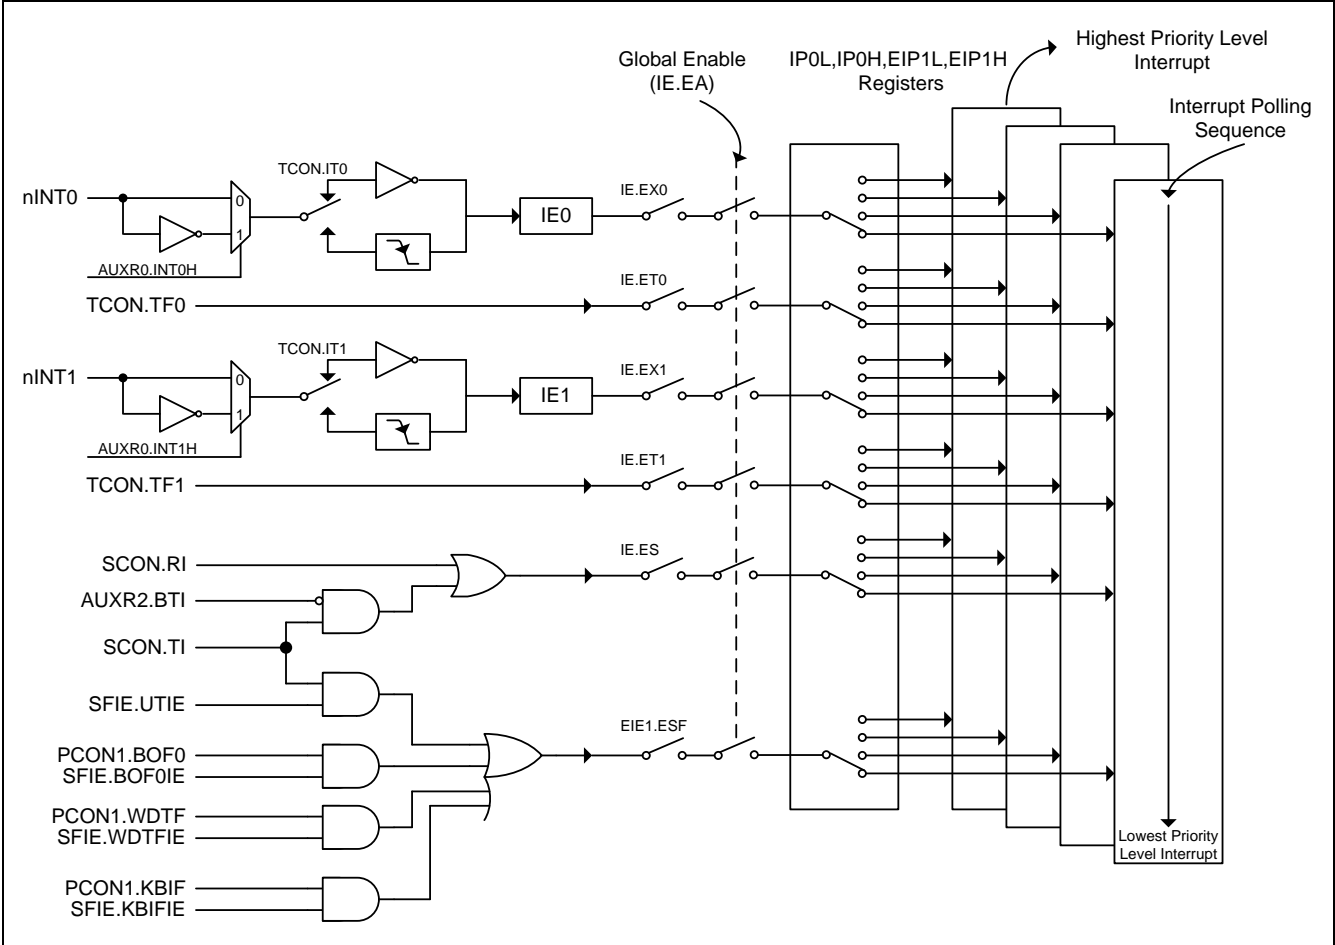 Highest Priority Level
Interrupt
Global Enable
(IE.EA)
IP0L,IP0H,EIP1L,EIP1H
Registers
Interrupt Polling
Sequence
nINT0
0
1
AUXR0.INT0H
TCON.IT0
IE0
IE.EX0
TCON.TF0
IE.ET0
nINT1
0
1
AUXR0.INT1H
TCON.IT1
IE1
IE.EX1
TCON.TF1
IE.ET1
SCON.RI
IE.ES
AUXR2.BTI
SCON.TI
SFIE.UTIE
EIE1.ESF
PCON1.BOF0
SFIE.BOF0IE
PCON1.WDTF
SFIE.WDTFIE
Lowest Priority
Level Interrupt
PCON1.KBIF
SFIE.KBIFIE